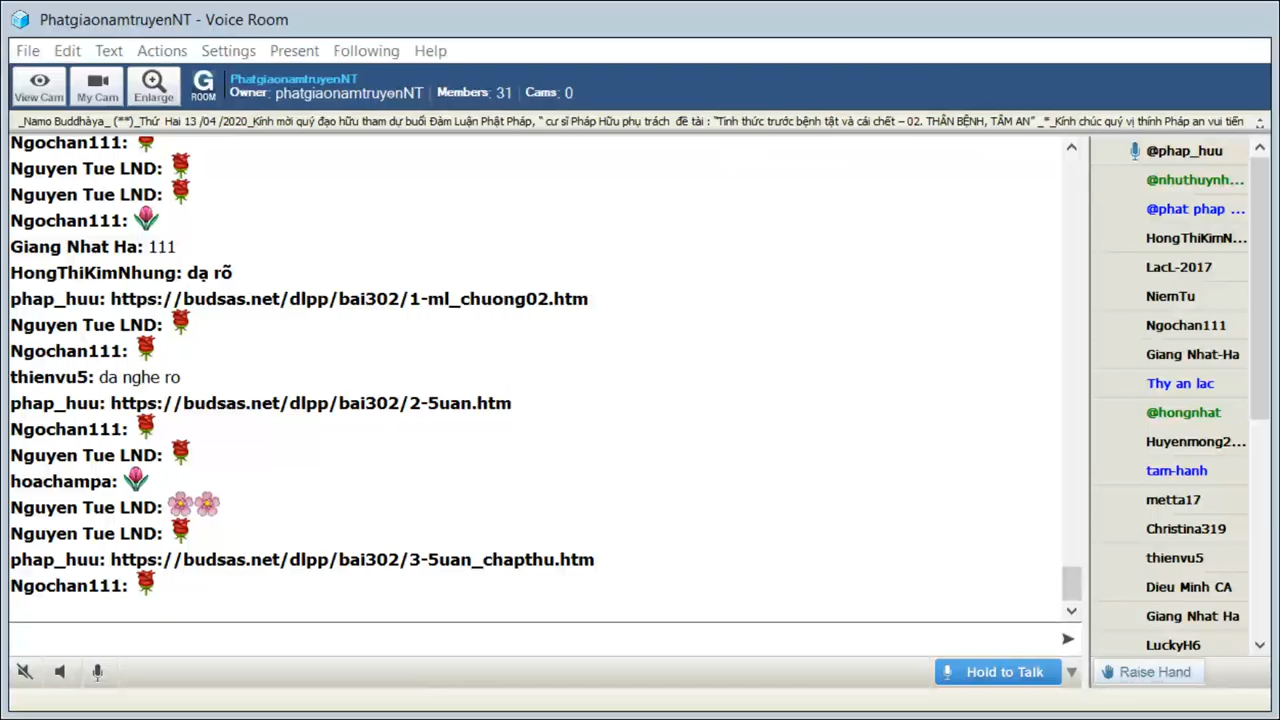 PhatgiaonamtruyenNT - Voice Room
File Edit Text Actions Settings Present Following Help
View Cam My Cam Enlarge G ROOM
PhatgiaonamtruyenNT
Owner: phatgiaonamtruyenNT Members: 31 Cams: 0
_Namo Buddhàya_ (**)_Thứ Hai 13 /04 /2020_Kính mời quý đạo hữu tham dự buổi Đàm Luận Phật Pháp, “ cư sĩ Pháp Hữu phụ trách đề tài : “Tỉnh thức trước bệnh tật và cái chết – 02. THÂN BỆNH, TÂM AN” _*_Kính chúc quý vị thính Pháp an vui tiến
Ngochan111:
Nguyen Tue LND:
Nguyen Tue LND:
Ngochan111:
Giang Nhat Ha: 111
HongThiKimNhung: dạ rõ
phap_huu: https://budsas.net/dlpp/bai302/1-ml_chuong02.htm
Nguyen Tue LND:
Ngochan111:
thienvu5: da nghe ro
phap_huu: https://budsas.net/dlpp/bai302/2-5uan.htm
Ngochan111:
Nguyen Tue LND:
hoachampa:
Nguyen Tue LND:
Nguyen Tue LND:
phap_huu: https://budsas.net/dlpp/bai302/3-5uan_chapthu.htm
Ngochan111:
@phap_huu
@nhuthuynh...
@phat phap ...
HongThiKimN...
LacL-2017
NiemTu
Ngochan111
Giang Nhat-Ha
Thy an lac
@hongnhat
Huyenmong2...
tam-hanh
metta17
Christina319
thienvu5
Dieu Minh CA
Giang Nhat Ha
LuckyH6
Hold to Talk
Raise Hand